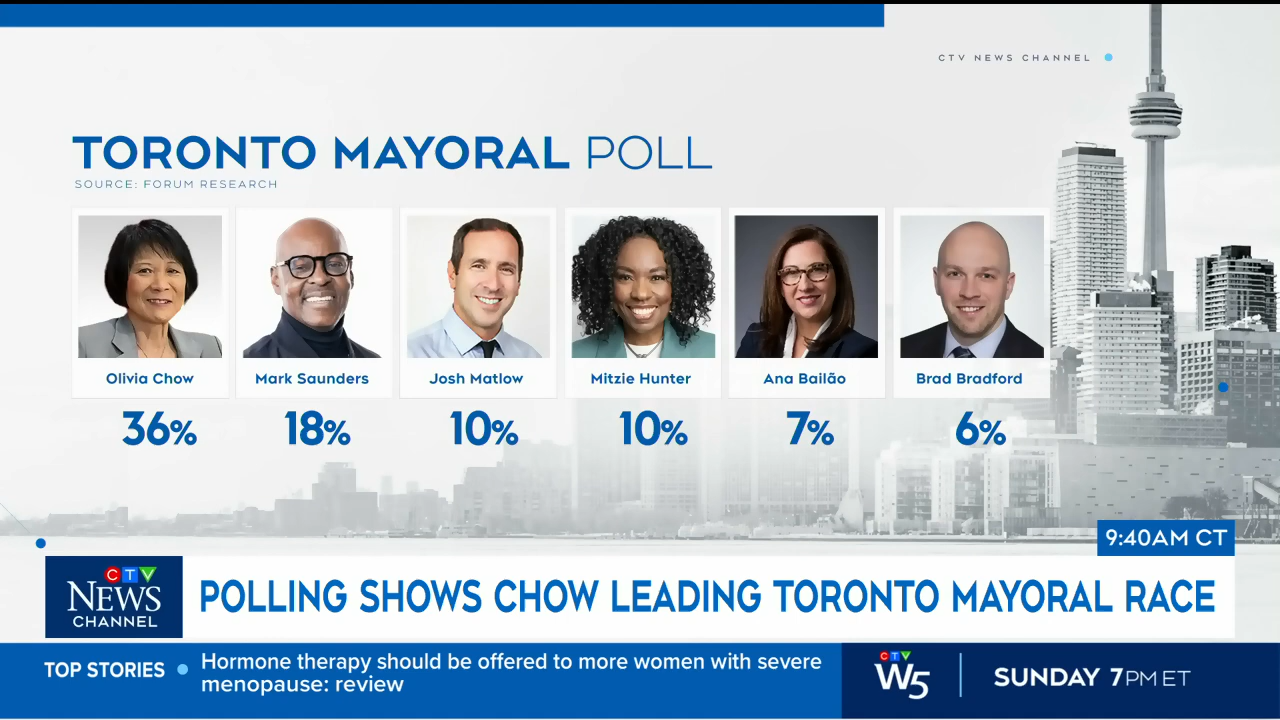 CTV NEWS CHANNEL
TORONTO MAYORAL POLL
SOURCE: FORUM RESEARCH
Olivia Chow
Mark Saunders
Josh Matlow
Mitzie Hunter
Ana Bailão
Brad Bradford
36%
18%
10%
10%
7%
6%
9:40AM CT
CTV
NEWS
CHANNEL
POLLING SHOWS CHOW LEADING TORONTO MAYORAL RACE
TOP STORIES
Hormone therapy should be offered to more women with severe
menopause: review
CTV
W5
SUNDAY 7PM ET